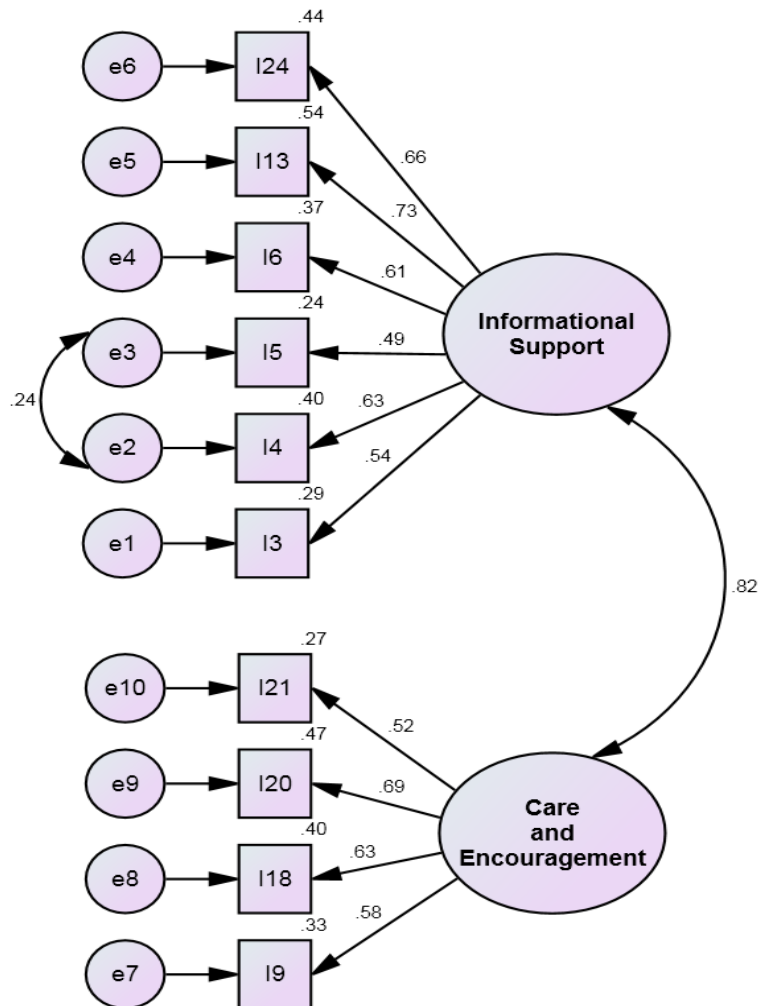 .44
e6 I24
.54
.66
e5 I13
.73
.37
e4 I6
.61
.24
Informational
Support
e3 I5
.49
.24
.40
.63
e2 I4
.54
.29
e1 I3
.82
.27
e10 I21
.52
.47
e9 I20
.69
Care
and
Encouragement
.40
.63
e8 I18
.58
.33
e7 I9